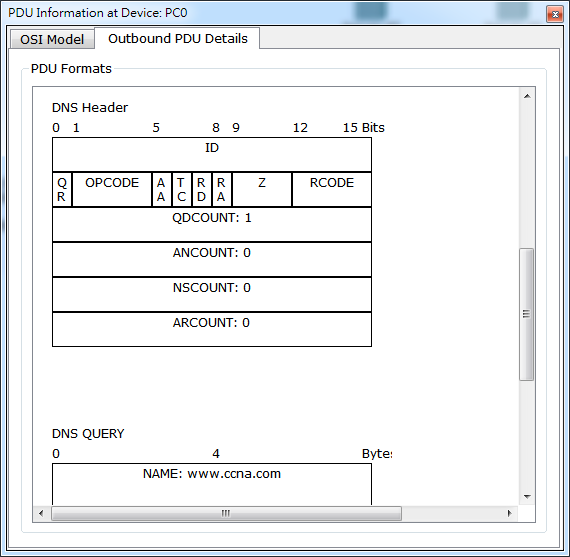 PDU Information at Device: PC0
OSI Model Outbound PDU Details
PDU Formats
DNS Header
0 1 5 8 9 12 15 Bits
ID
QR OPCODE AA TC RD RA Z RCODE
QDCOUNT: 1
ANCOUNT: 0
NSCOUNT: 0
ARCOUNT: 0
DNS QUERY
0 4 Bytes
NAME: www.ccna.com